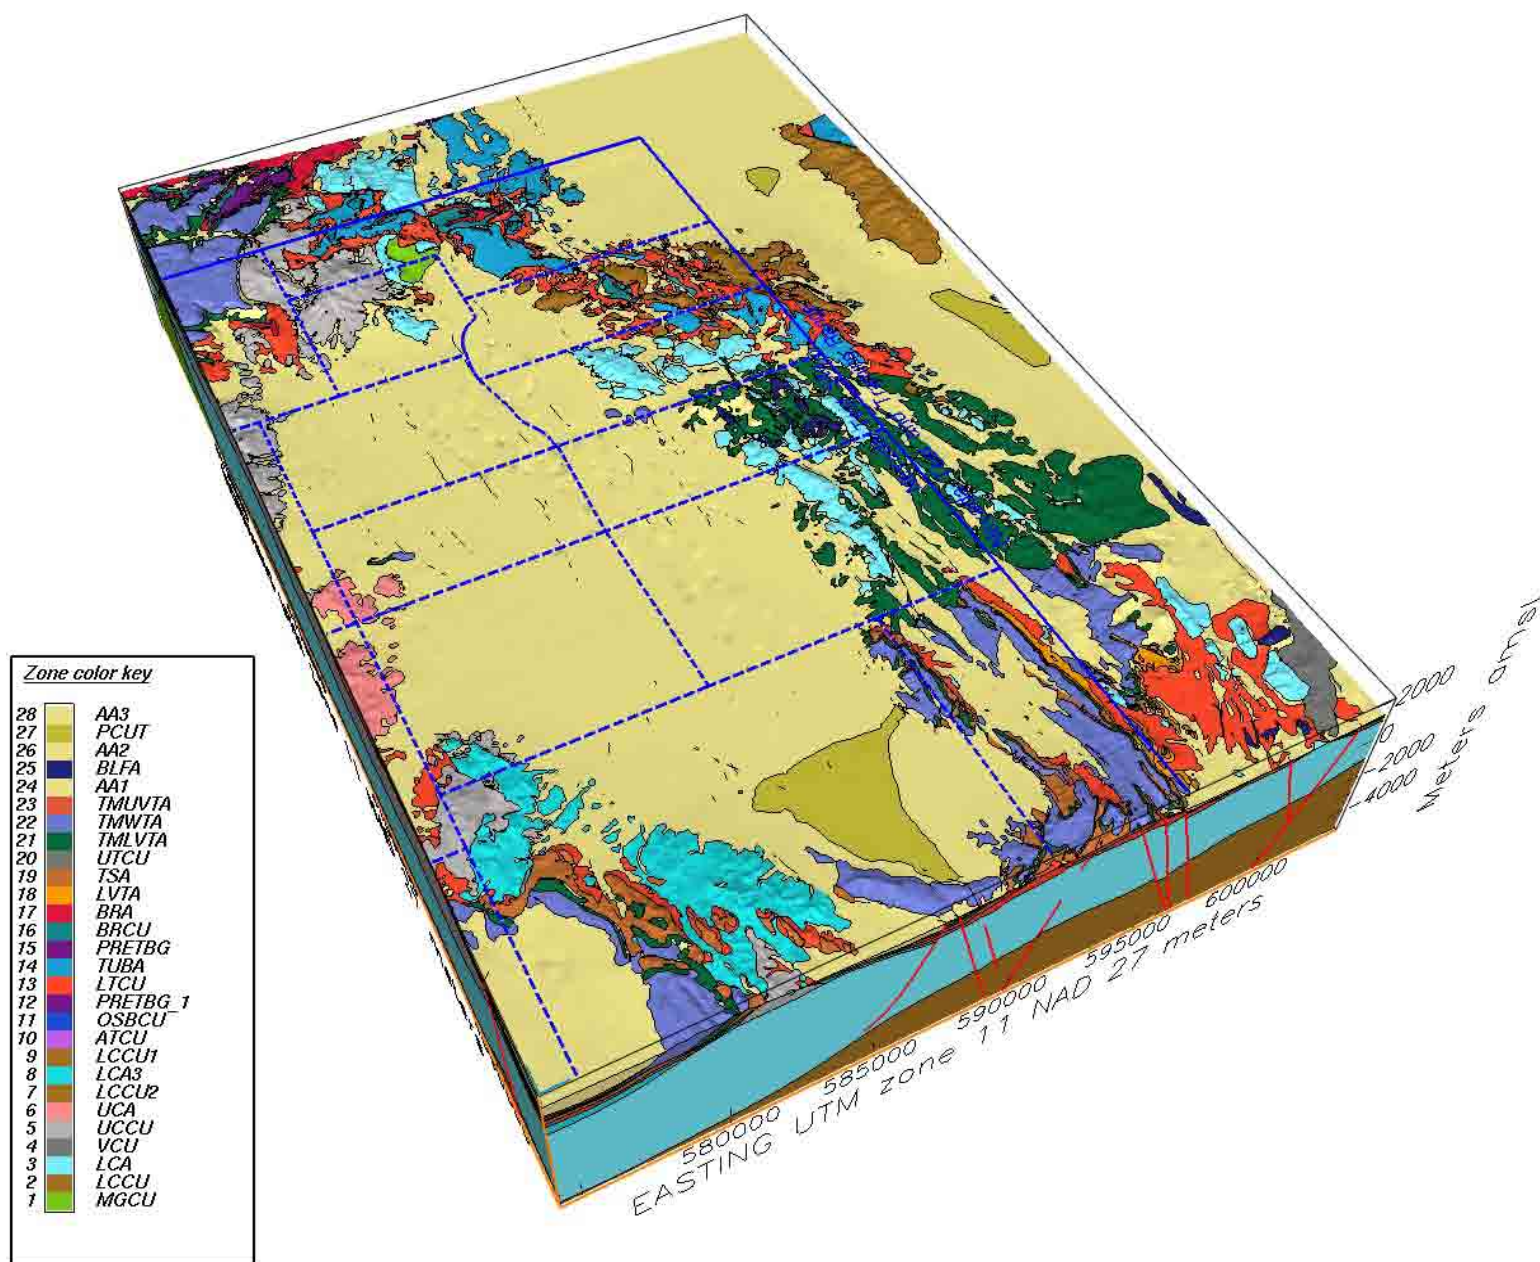 2000
0
-2000
-4000
Meters amsl
600000
595000
590000
585000
580000
EASTING UTM zone 11 NAD 27 meters
Zone color key
28 AA3
27 PCUT
26 AA2
25 BLFA
24 AA1
23 TMUVTA
22 TMWTA
21 TMLVTA
20 UTCU
19 TSA
18 LVTA
17 BRA
16 BRCU
15 PRETBG
14 TUBA
13 LTCU
12 PRETBG_1
11 OSBCU
10 ATCU
9 LCCU1
8 LCA3
7 LCCU2
6 UCA
5 UCCU
4 VCU
3 LCA
2 LCCU
1 MGCU